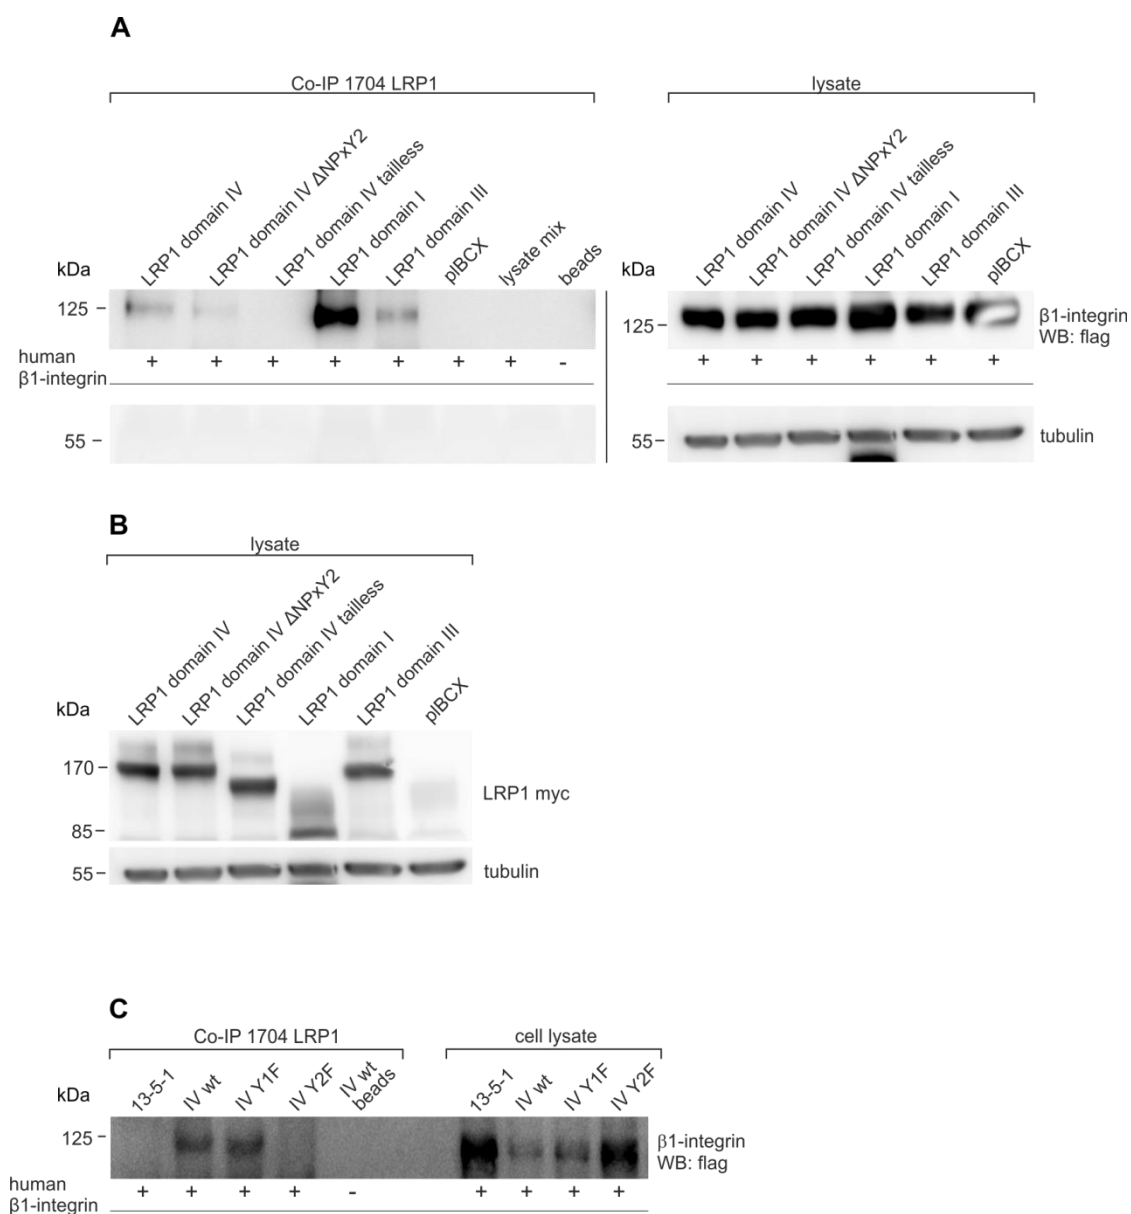 A
Co-IP 1704 LRP1
lysate
LRP1 domain IV
LRP1 domain IV ΔNPxY2
LRP1 domain IV tailless
LRP1 domain I
LRP1 domain III
pIBCX
lysate mix
beads
LRP1 domain IV
LRP1 domain IV ΔNPxY2
LRP1 domain IV tailless
LRP1 domain I
LRP1 domain III
pIBCX
kDa
kDa
125
125
β1-integrin
WB: flag
human
β1-integrin
+ + + + + + + -
+ + + + + +
55
55
tubulin
B
lysate
LRP1 domain IV
LRP1 domain IV ΔNPxY2
LRP1 domain IV tailless
LRP1 domain I
LRP1 domain III
pIBCX
kDa
170
LRP1 myc
85
55
tubulin
C
Co-IP 1704 LRP1
cell lysate
13-5-1
IV wt
IV Y1F
IV Y2F
IV wt
beads
13-5-1
IV wt
IV Y1F
IV Y2F
kDa
125
β1-integrin
WB: flag
human
β1-integrin
+ + + + -
+ + + +